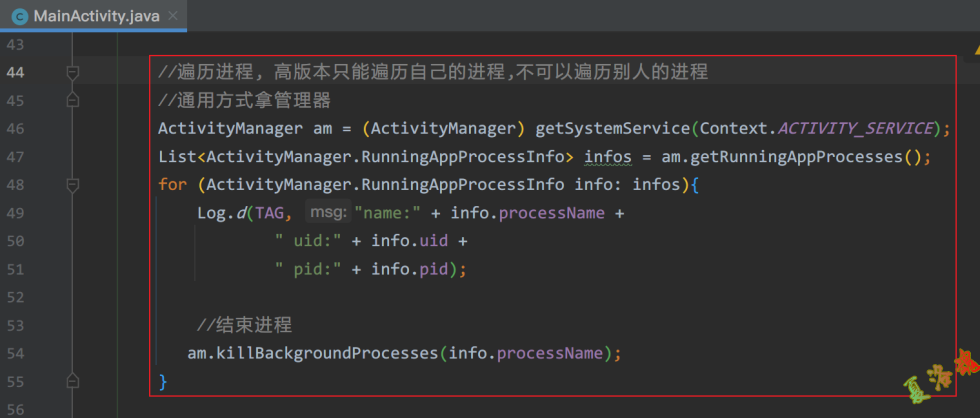 MainActivity.java
43
44 //遍历进程, 高版本只能遍历自己的进程,不可以遍历别人的进程
45 //通用方式拿管理器
46 ActivityManager am = (ActivityManager) getSystemService(Context.ACTIVITY_SERVICE);
47 List<ActivityManager.RunningAppProcessInfo> infos = am.getRunningAppProcesses();
48 for (ActivityManager.RunningAppProcessInfo info: infos){
49 Log.d(TAG, msg: "name:" + info.processName +
50 " uid:" + info.uid +
51 " pid:" + info.pid);
52
53 //结束进程
54 am.killBackgroundProcesses(info.processName);
55 }
56